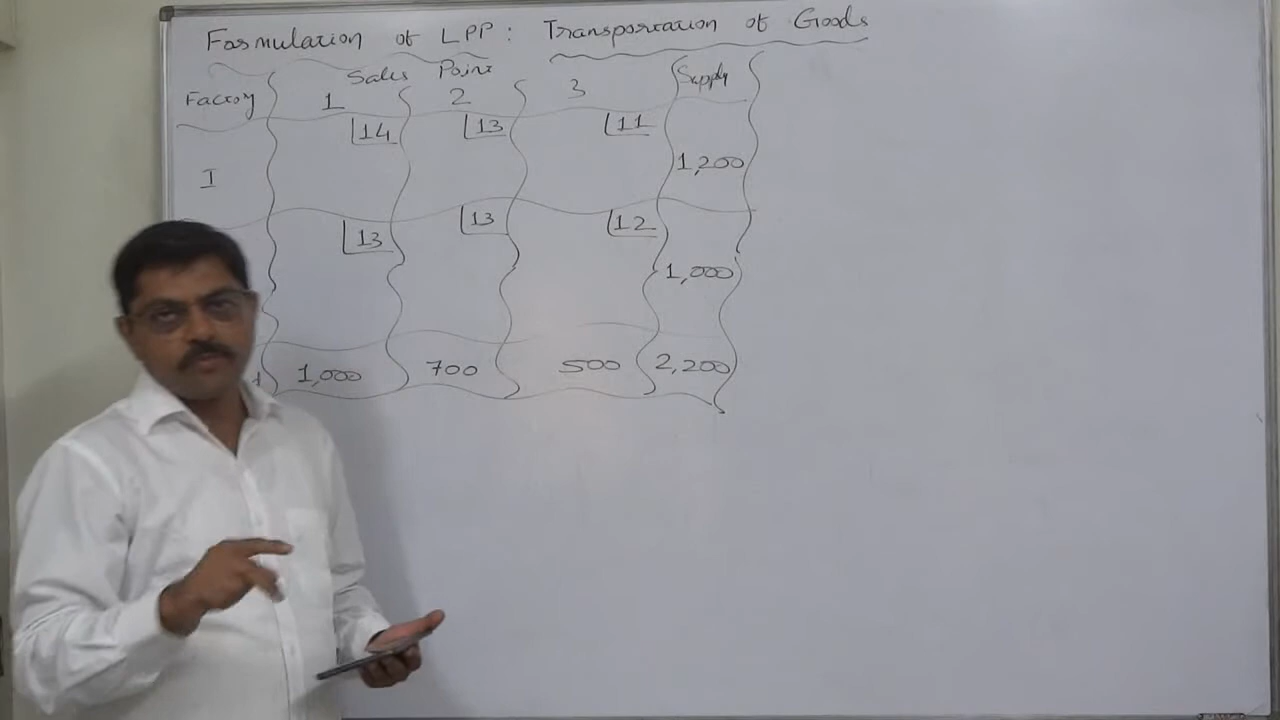 Formulation of LPP: Transportation of Goods
Sales Point
Factory 1 2 3 Supply
14 13 11
I 1,200
13 13 12
1,000
1,000 700 500 2,200